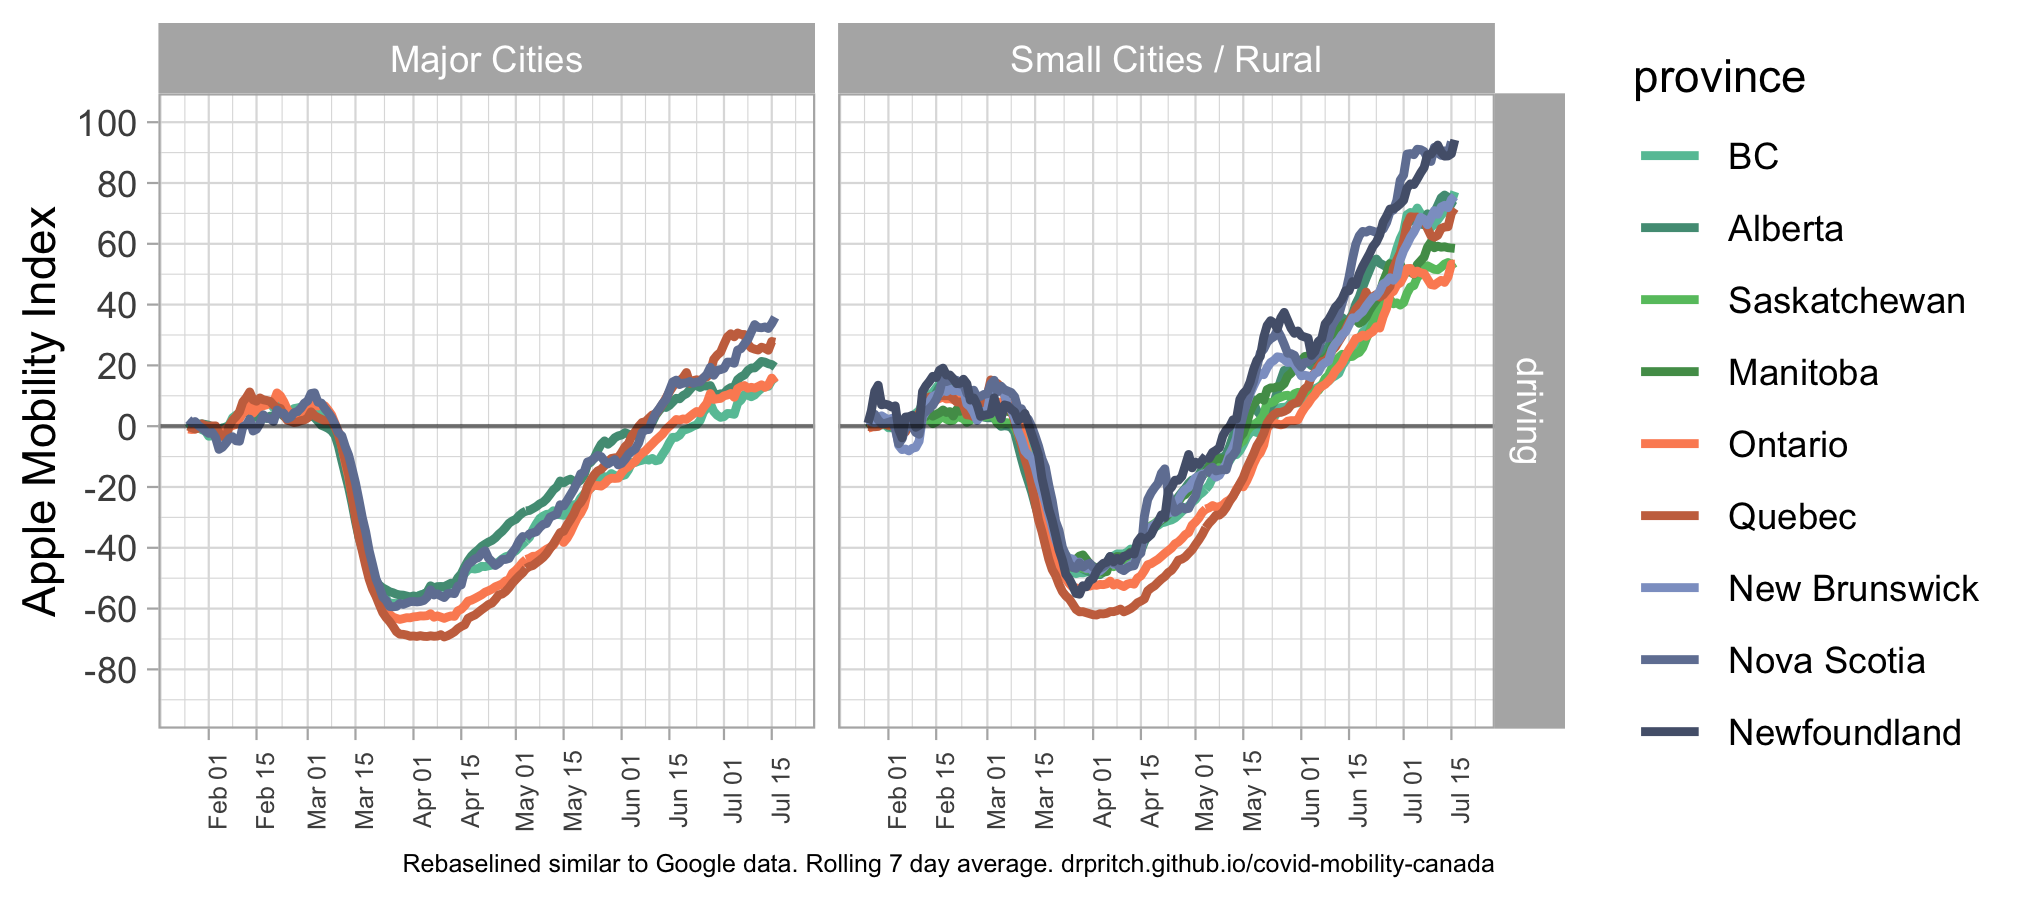 Major Cities
Small Cities / Rural
province
Apple Mobility Index
100
80
60
40
20
0
-20
-40
-60
-80
driving
BC
Alberta
Saskatchewan
Manitoba
Ontario
Quebec
New Brunswick
Nova Scotia
Newfoundland
Feb 01
Feb 15
Mar 01
Mar 15
Apr 01
Apr 15
May 01
May 15
Jun 01
Jun 15
Jul 01
Jul 15
Feb 01
Feb 15
Mar 01
Mar 15
Apr 01
Apr 15
May 01
May 15
Jun 01
Jun 15
Jul 01
Jul 15
Rebaselined similar to Google data. Rolling 7 day average. drpritch.github.io/covid-mobility-canada